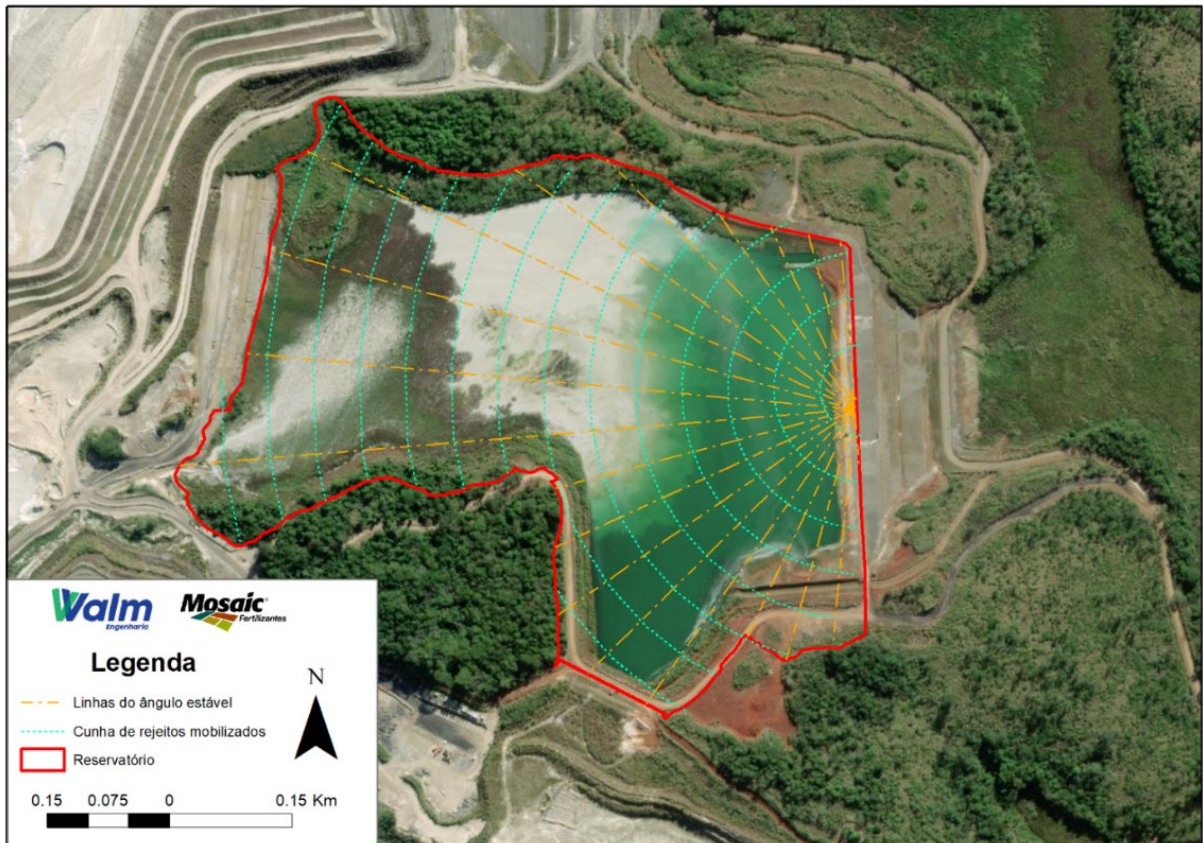 Walm
Engenharia
Mosaic®
Fertilizantes
Legenda
Linhas do ângulo estável
Cunha de rejeitos mobilizados
Reservatório
N
0.15 0.075 0 0.15 Km